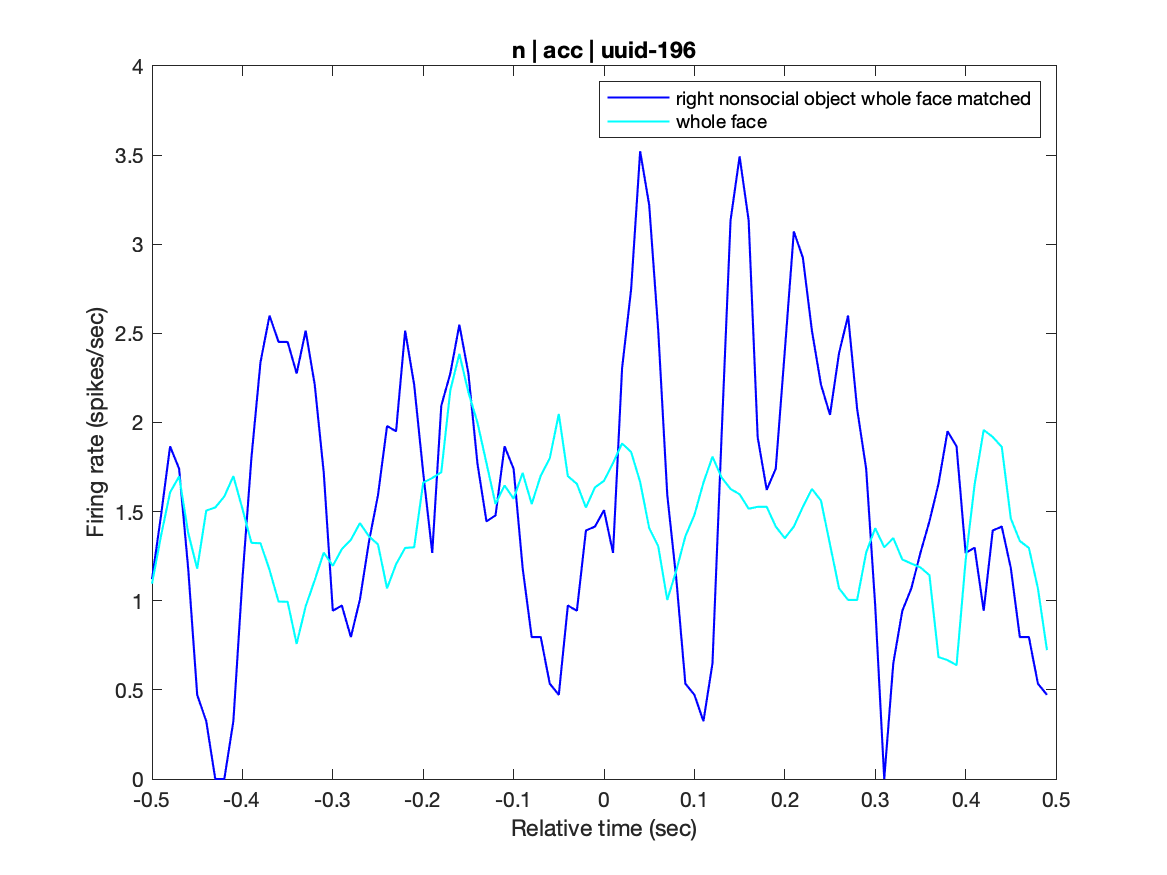 n | acc | uuid-196
right nonsocial object whole face matched
whole face
4
3.5
3
2.5
2
1.5
1
0.5
0
Firing rate (spikes/sec)
-0.5 -0.4 -0.3 -0.2 -0.1 0 0.1 0.2 0.3 0.4 0.5
Relative time (sec)